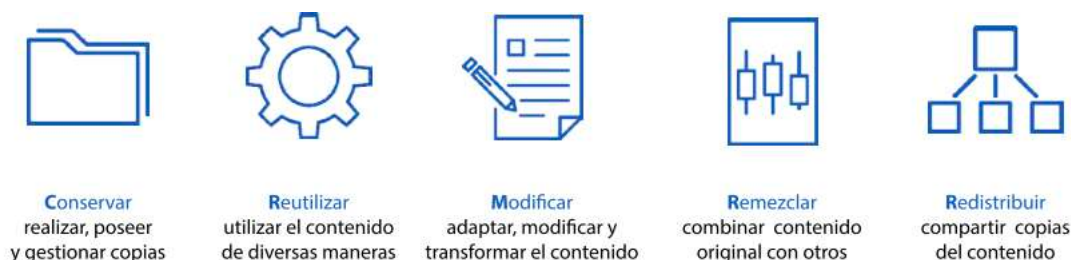 Conservar
realizar, poseer
y gestionar copias
Reutilizar
utilizar el contenido
de diversas maneras
Modificar
adaptar, modificar y
transformar el contenido
Remezclar
combinar contenido
original con otros
Redistribuir
compartir copias
del contenido